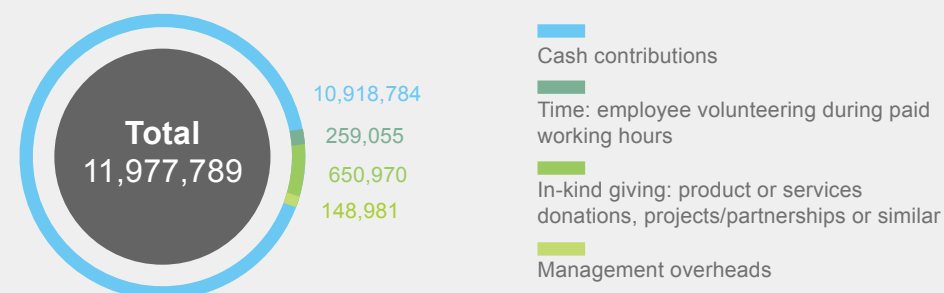 Total
11,977,789
10,918,784
259,055
650,970
148,981
Cash contributions
Time: employee volunteering during paid
working hours
In-kind giving: product or services
donations, projects/partnerships or similar
Management overheads